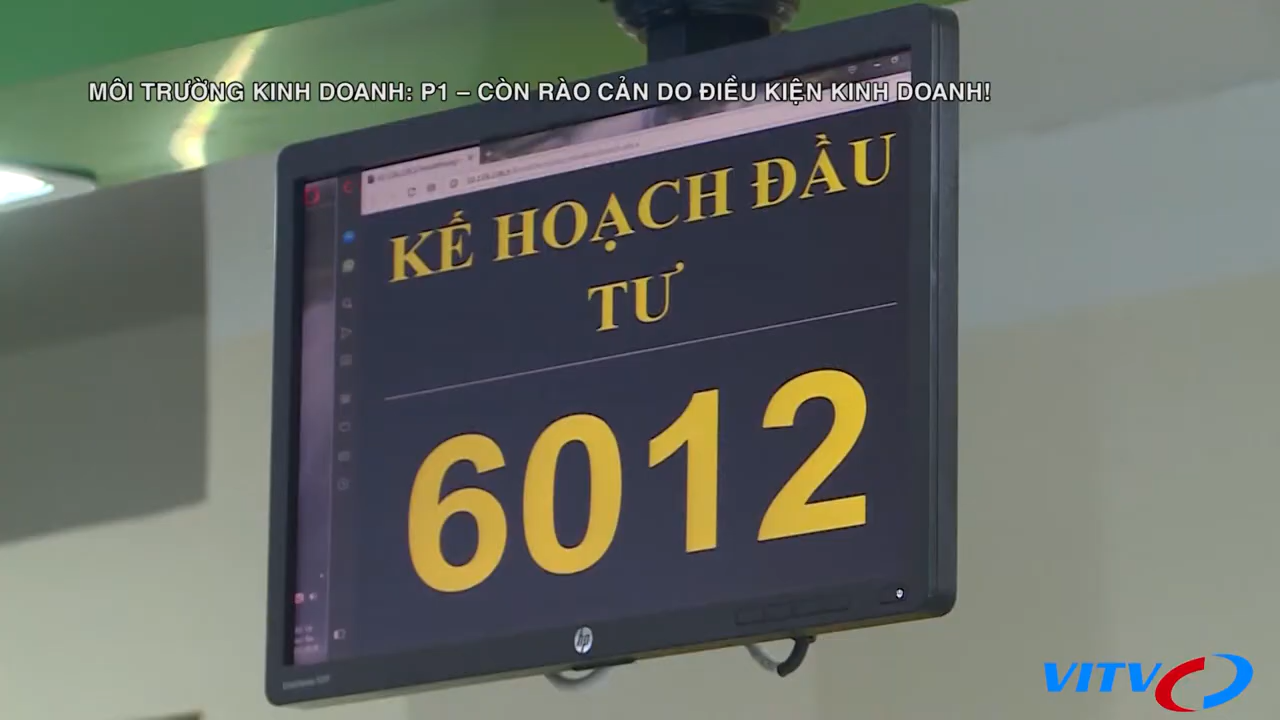 MÔI TRƯỜNG KINH DOANH: P1 – CÒN RÀO CẢN DO ĐIỀU KIỆN KINH DOANH!
KẾ HOẠCH ĐẦU
TƯ
6012
hp
VITV